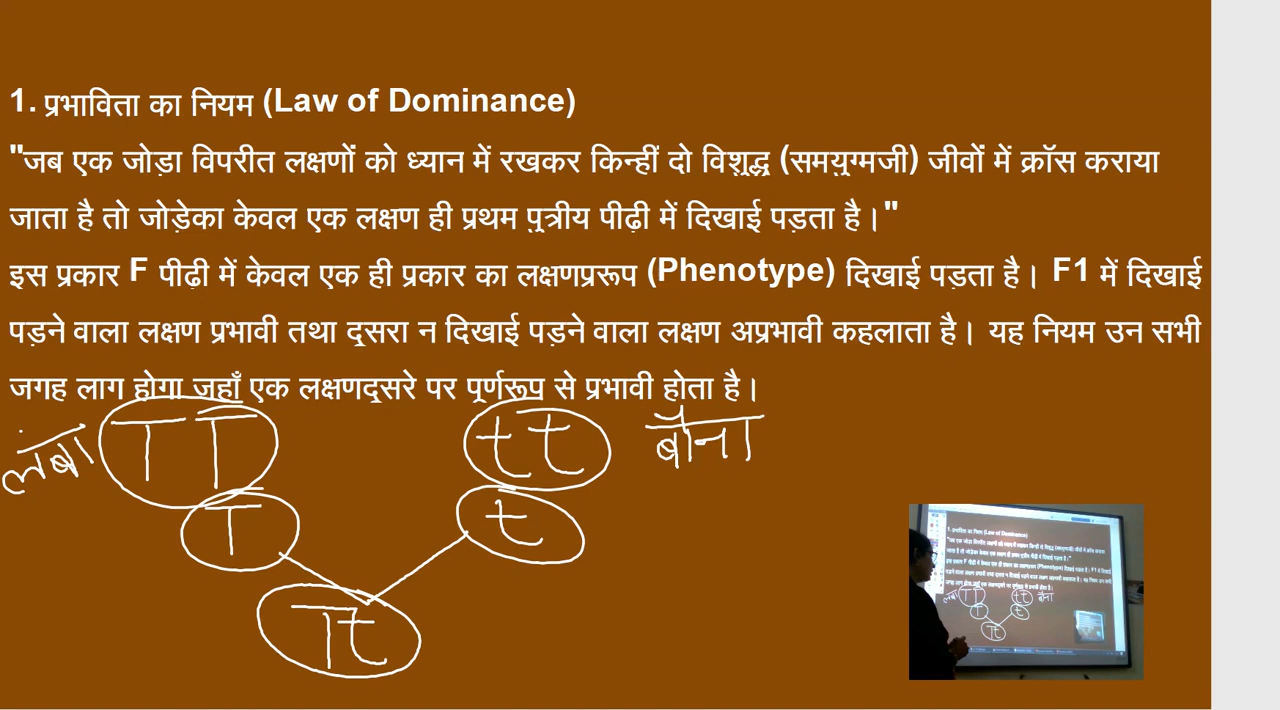 1. प्रभाविता का नियम (Law of Dominance)
"जब एक जोड़ा विपरीत लक्षणों को ध्यान में रखकर किन्हीं दो विशुद्ध (समयुग्मजी) जीवों में क्रॉस कराया
जाता है तो जोड़ेका केवल एक लक्षण ही प्रथम पुत्रीय पीढ़ी में दिखाई पड़ता है।"
इस प्रकार F पीढ़ी में केवल एक ही प्रकार का लक्षणप्ररूप (Phenotype) दिखाई पड़ता है। F1 में दिखाई
पड़ने वाला लक्षण प्रभावी तथा दूसरा न दिखाई पड़ने वाला लक्षण अप्रभावी कहलाता है। यह नियम उन सभी
जगह लागू होगा जहाँ एक लक्षणदूसरे पर पूर्णरूप से प्रभावी होता है।
लंबा TT tt बौना
T t
Tt